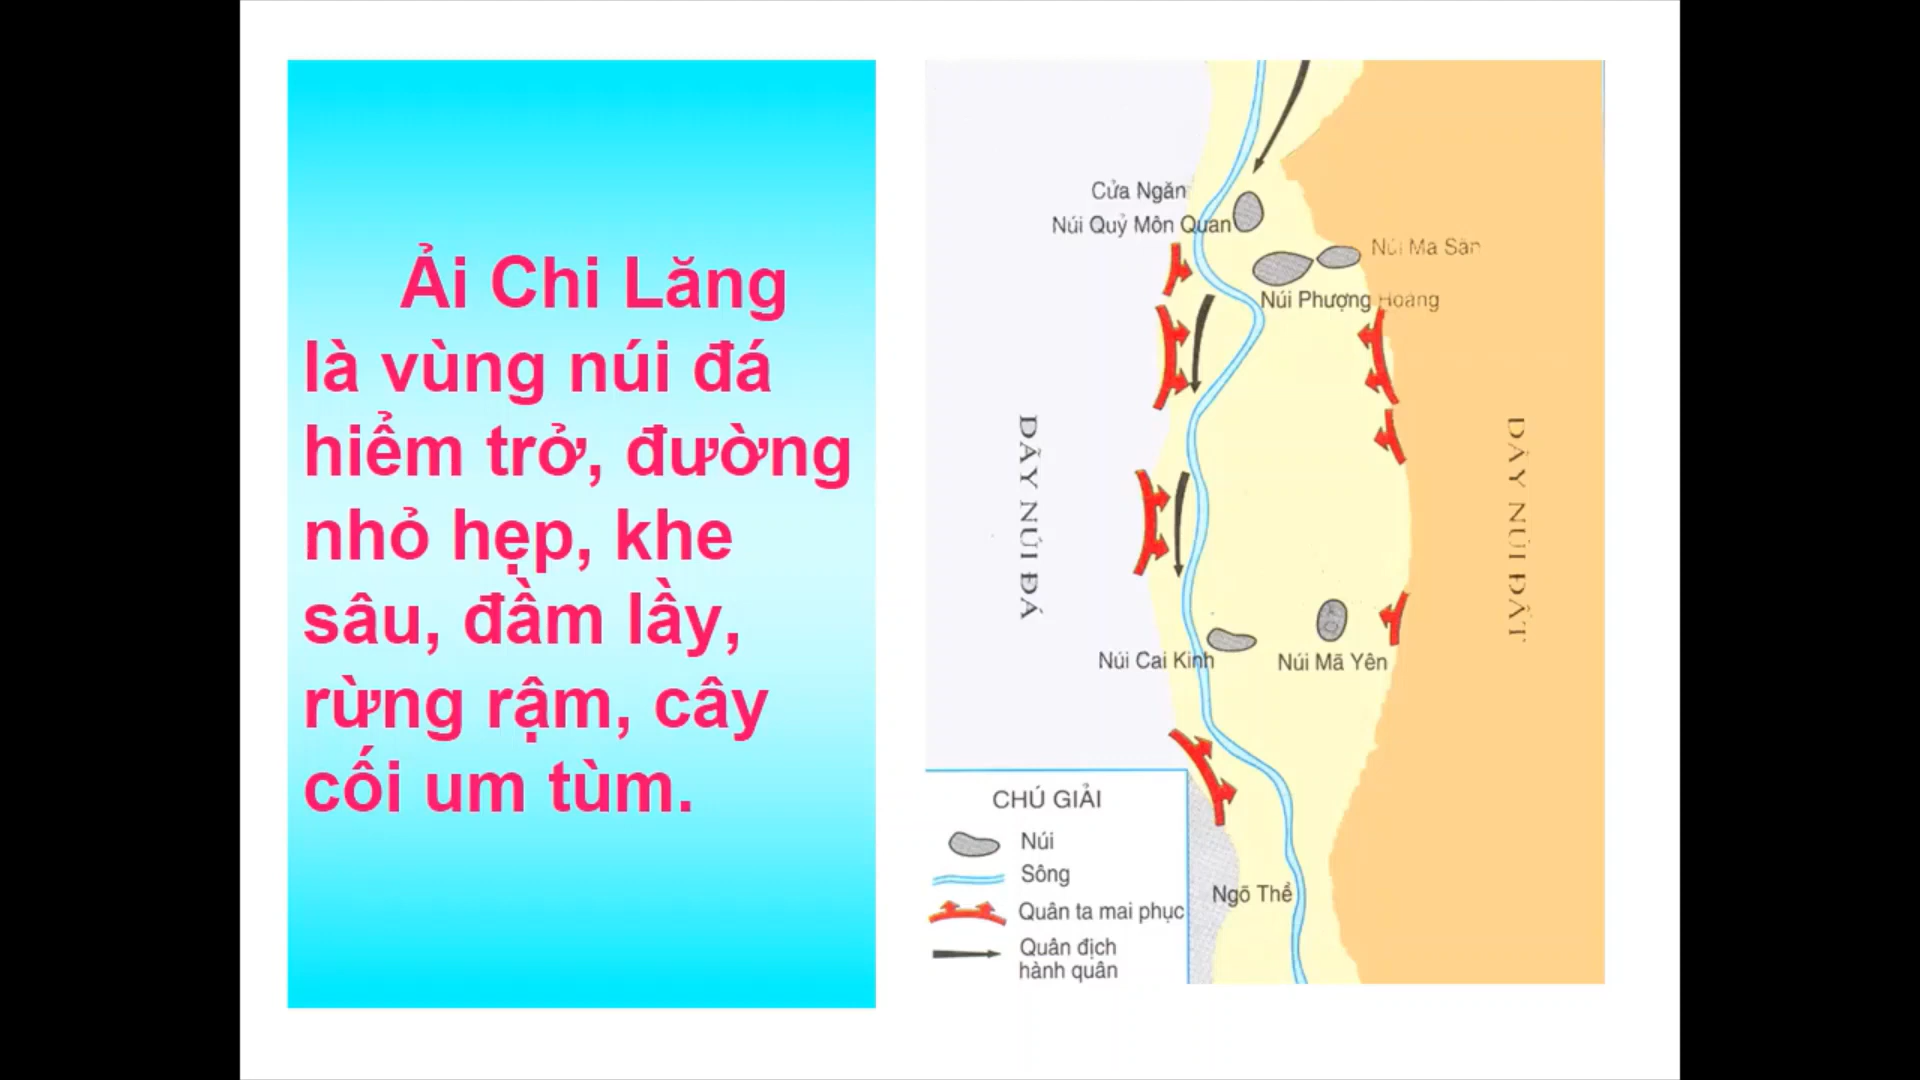 Ải Chi Lăng
là vùng núi đá
hiểm trở, đường
nhỏ hẹp, khe
sâu, đầm lầy,
rừng rậm, cây
cối um tùm.
Cửa Ngăn
Núi Quỷ Môn Quan
Núi Ma Sẳn
Núi Phượng Hoàng
DÃY NÚI ĐÁ
DÃY NÚI ĐẤT
Núi Cai Kinh
Núi Mã Yên
Ngõ Thể
CHÚ GIẢI
Núi
Sông
Quân ta mai phục
Quân địch
hành quân